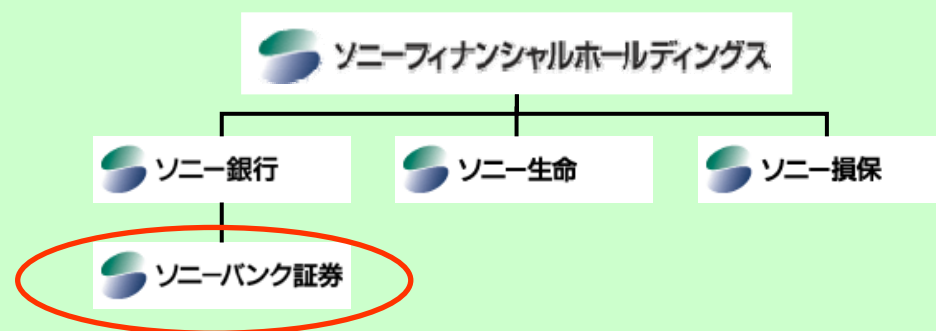 ソニーフィナンシャルホールディングス
ソニー銀行
ソニー生命
ソニー損保
ソニーバンク証券